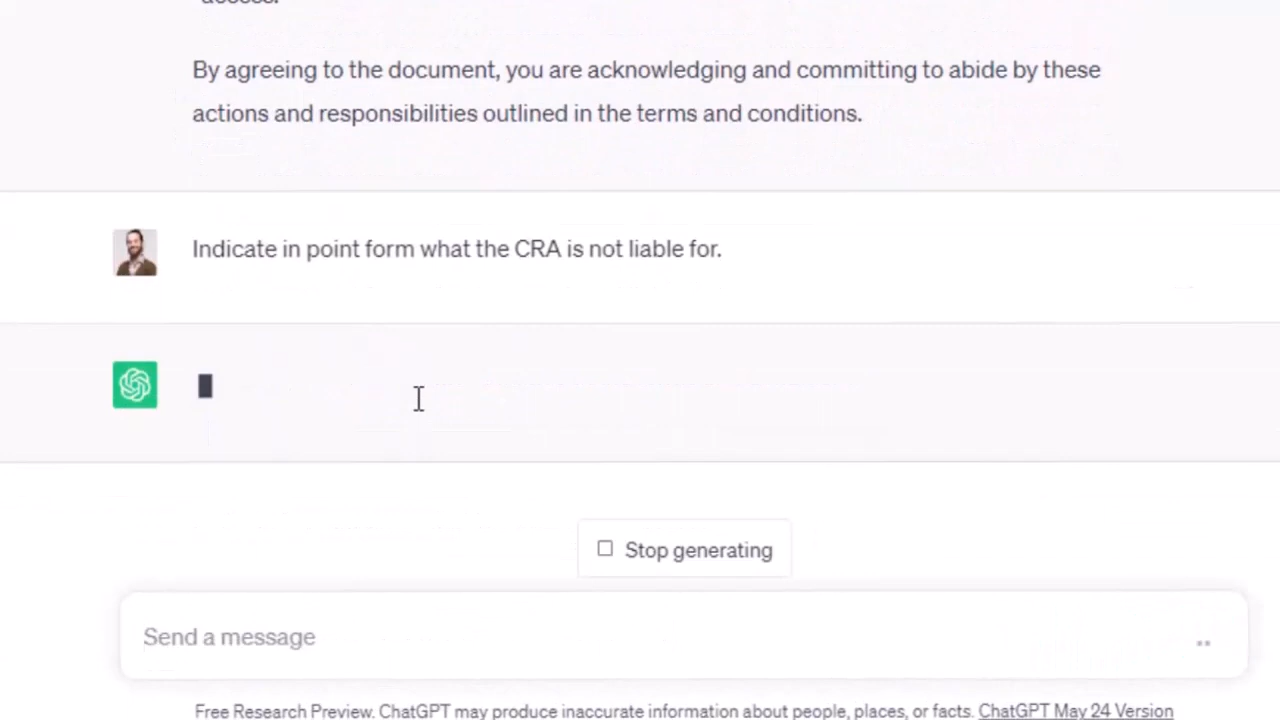 access.
By agreeing to the document, you are acknowledging and committing to abide by these
actions and responsibilities outlined in the terms and conditions.
Indicate in point form what the CRA is not liable for.
Stop generating
Send a message
Free Research Preview. ChatGPT may produce inaccurate information about people, places, or facts. ChatGPT May 24 Version